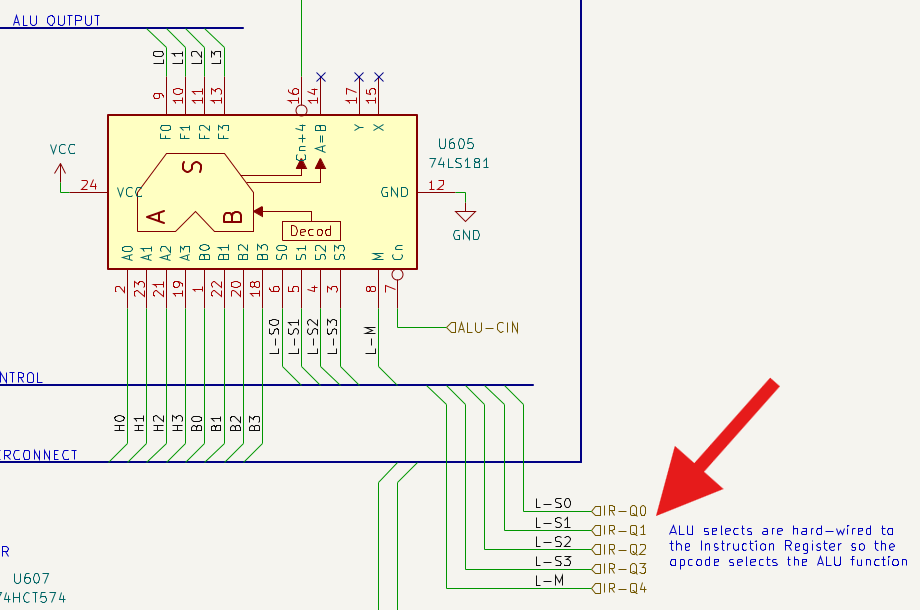 ALU OUTPUT
L0
L1
L2
L3
9
10
11
13
16
14
17
15
F0
F1
F2
F3
Cn+4
A=B
Y
X
U605
74LS181
VCC
24
VCC
S
A
B
Decod
GND
12
GND
A0
A1
A2
A3
B0
B1
B2
B3
S0
S1
S2
S3
M
Cn
2
23
21
19
1
22
20
18
6
5
4
3
8
7
L-S0
L-S1
L-S2
L-S3
L-M
ALU-CIN
NTROL
H0
H1
H2
H3
B0
B1
B2
B3
ERCONNECT
L-S0 IR-Q0
L-S1 IR-Q1
L-S2 IR-Q2
L-S3 IR-Q3
L-M IR-Q4
ALU selects are hard-wired to
the Instruction Register so the
opcode selects the ALU function
R
U607
74HCT574